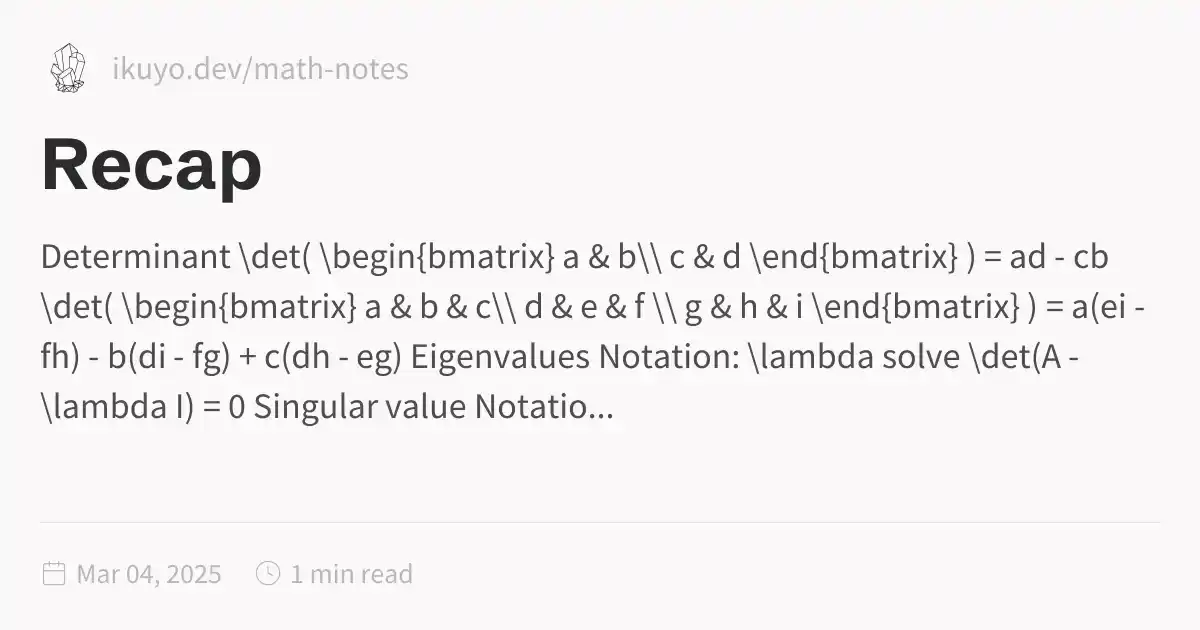 ikuyo.dev/math-notes
Recap
Determinant \det( \begin{bmatrix} a & b\\ c & d \end{bmatrix} ) = ad - cb
\det( \begin{bmatrix} a & b & c\\ d & e & f \\ g & h & i \end{bmatrix} ) = a(ei -
fh) - b(di - fg) + c(dh - eg) Eigenvalues Notation: \lambda solve \det(A -
\lambda I) = 0 Singular value Notatio...
Mar 04, 2025 1 min read